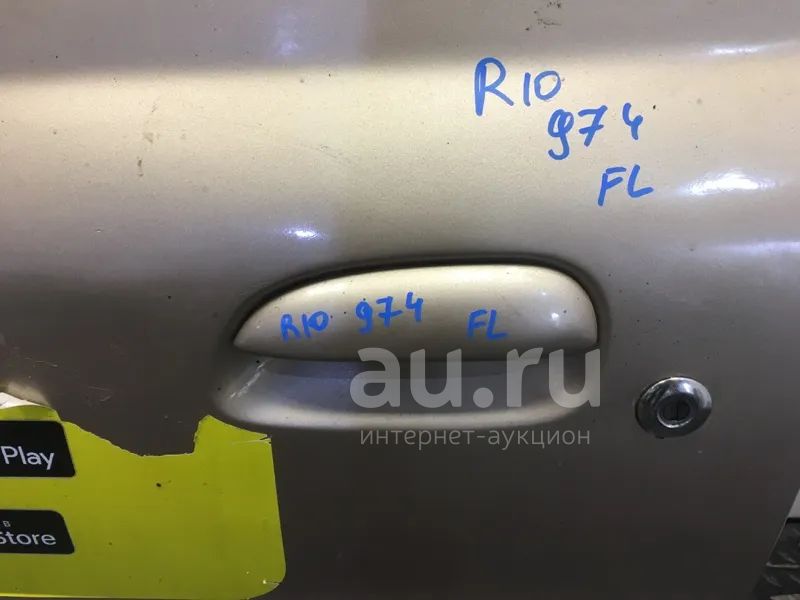 R10
974
FL
R10 974 FL
au.ru
интернет-аукцион
Play
в
Store